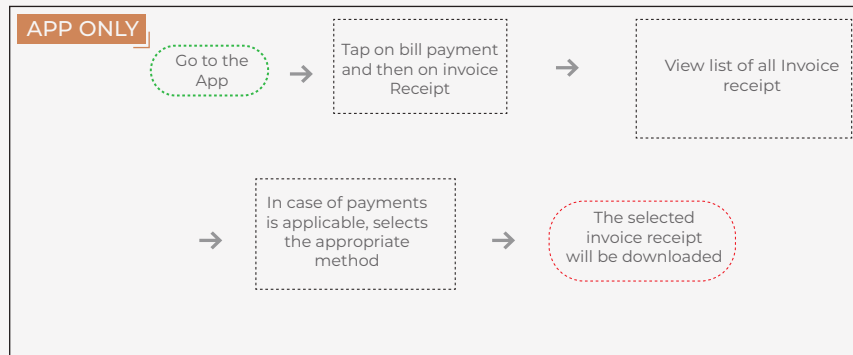 APP ONLY
Go to the
App
Tap on bill payment
and then on invoice
Receipt
View list of all Invoice
receipt
In case of payments
is applicable, selects
the appropriate
method
The selected
invoice receipt
will be downloaded